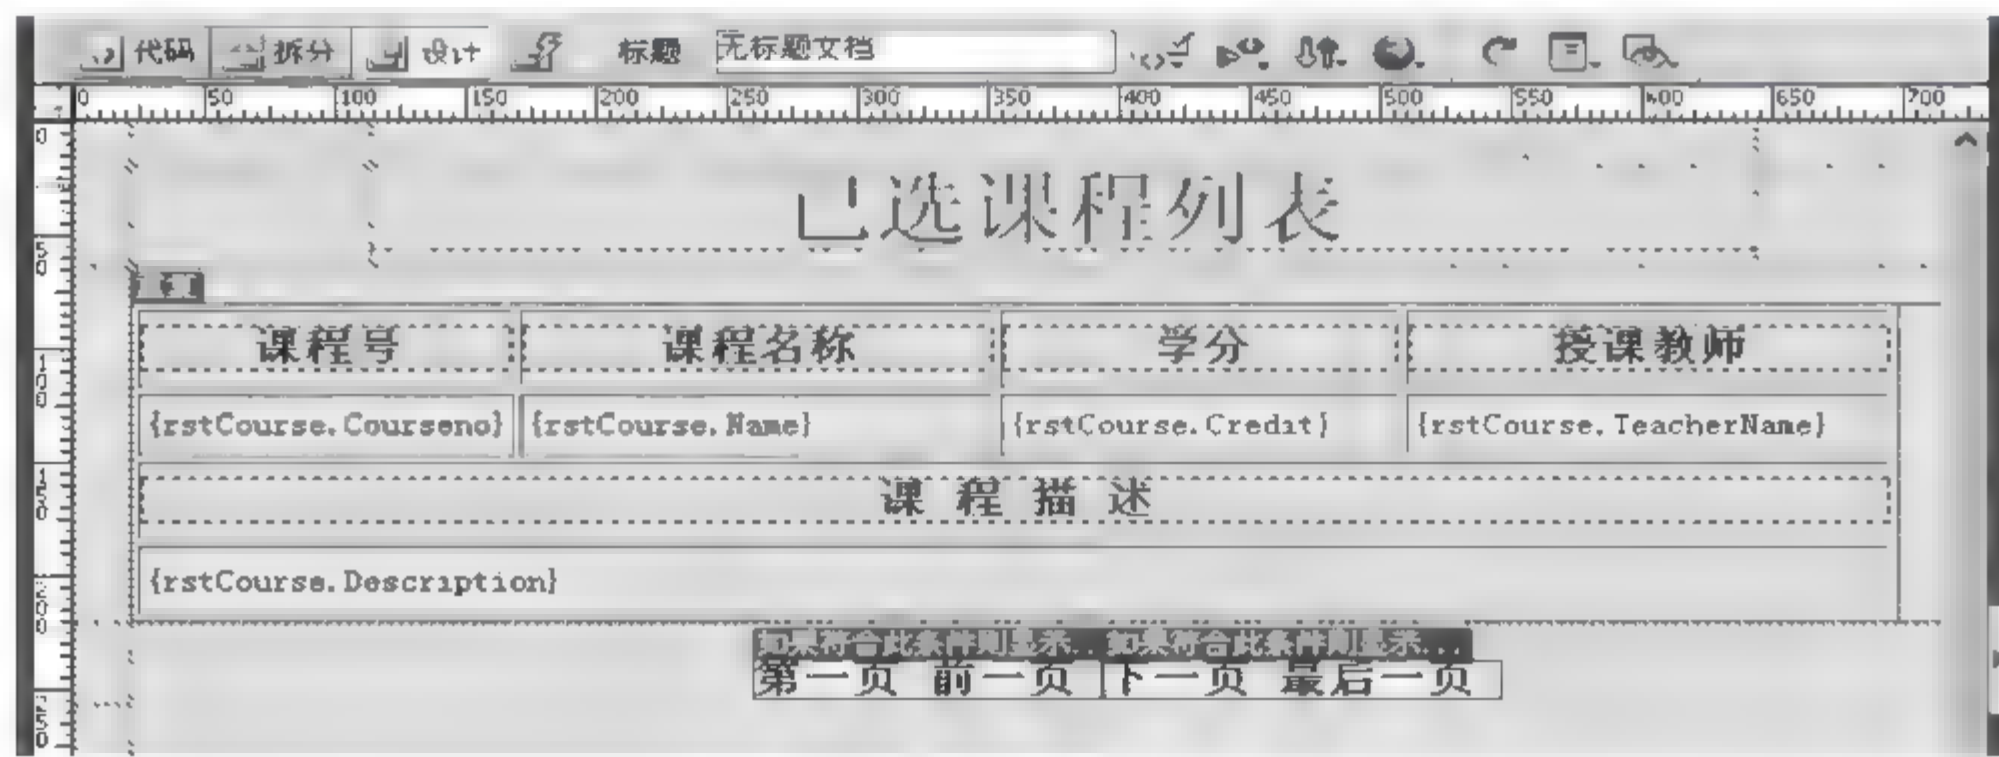 代码 拆分 设计 标题 无标题文档
0 50 100 150 200 250 300 350 400 450 500 550 600 650 700
已选课程列表
课程号 课程名称 学分 授课教师
{rstCourse.Courseno} {rstCourse.Name} {rstCourse.Credit} {rstCourse.TeacherName}
课 程 描 述
{rstCourse.Description}
如果符合此条件则显示.. 如果符合此条件则显示...
第一页 前一页 下一页 最后一页